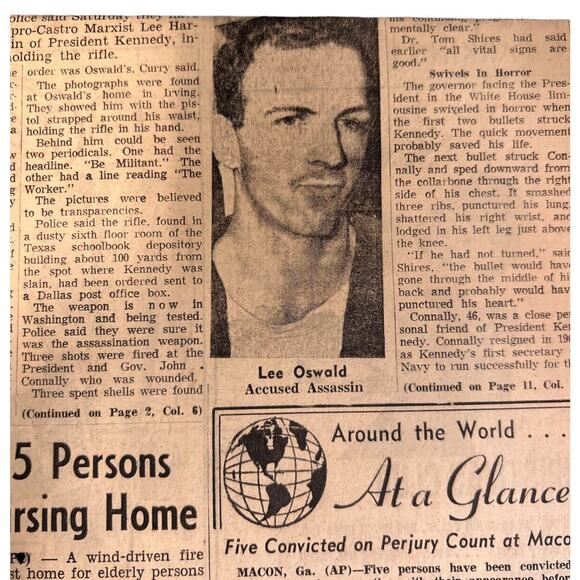 police said Saturday they
pro-Castro Marxist Lee Har-
in of President Kennedy, in-
olding the rifle.
order was Oswald's, Curry said.
The photographs were found
at Oswald's home in Irving.
They showed him with the pis-
tol strapped around his waist,
holding the rifle in his hand.
Behind him could be seen
two periodicals. One had the
headline. "Be Militant." The
other had a line reading "The
Worker."
The pictures were believed
to be transparencies.
Police said the rifle, found in
a dusty sixth floor room of the
Texas schoolbook depository
building about 100 yards from
the spot where Kennedy was
slain, had been ordered sent to
a Dallas post office box.
The weapon is now in
Washington and being tested.
Police said they were sure it
was the assassination weapon.
Three shots were fired at the
President and Gov. John
Connally who was wounded.
Three spent shells were found
(Continued on Page 2, Col. 6)
Lee Oswald
Accused Assassin
his continuing
mentally clear."
Dr. Tom Shires had said
earlier "all vital signs are
good."
Swivels In Horror
The governor facing the Pres-
ident in the White House lim-
ousine swiveled in horror when
the first two bullets struck
Kennedy. The quick movement
probably saved his life.
The next bullet struck Con-
nally and sped downward from
the collarbone through the right
side of his chest. It smashed
three ribs, punctured his lung,
shattered his right wrist, and
lodged in his left leg just above
the knee.
"If he had not turned," said
Shires, "the bullet would have
gone through the middle of hi
back and probably would hav
punctured his heart."
Connally, 46, was a close per
sonal friend of President Ken
nedy. Connally resigned in 196
as Kennedy's first secretary
Navy to run successfully for th
(Continued on Page 11, Col.
5 Persons
rsing Home
P) — A wind-driven fire
st home for elderly persons
Around the World . . .
At a Glance
Five Convicted on Perjury Count at Maco
MACON, Ga. (AP)—Five persons have been convicted
with their appearance before